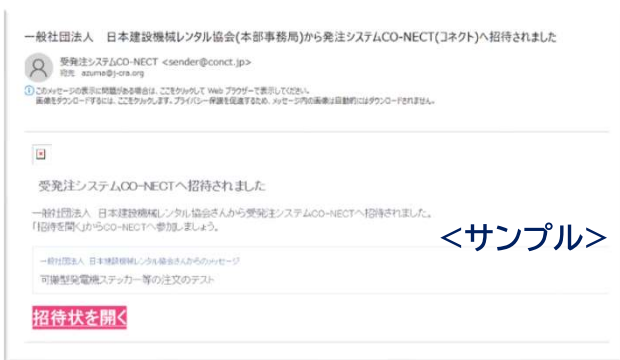 一般社団法人　日本建設機械レンタル協会(本部事務局)から発注システムCO-NECT(コネクト)へ招待されました
受発注システムCO-NECT <sender@conct.jp>
宛先 azuma@j-cra.org
このメッセージの表示に問題がある場合は、ここをクリックして Web ブラウザーで表示してください。
画像をダウンロードするには、ここをクリックします。プライバシー保護を促進するため、メッセージ内の画像は自動的にはダウンロードされません。
受発注システムCO-NECTへ招待されました
一般社団法人　日本建設機械レンタル協会さんから受発注システムCO-NECTへ招待されました。
「招待を開く」からCO-NECTへ参加しましょう。
<サンプル>
一般社団法人 日本建設機械レンタル協会さんからのメッセージ
可搬型発電機ステッカー等の注文のテスト
招待状を開く